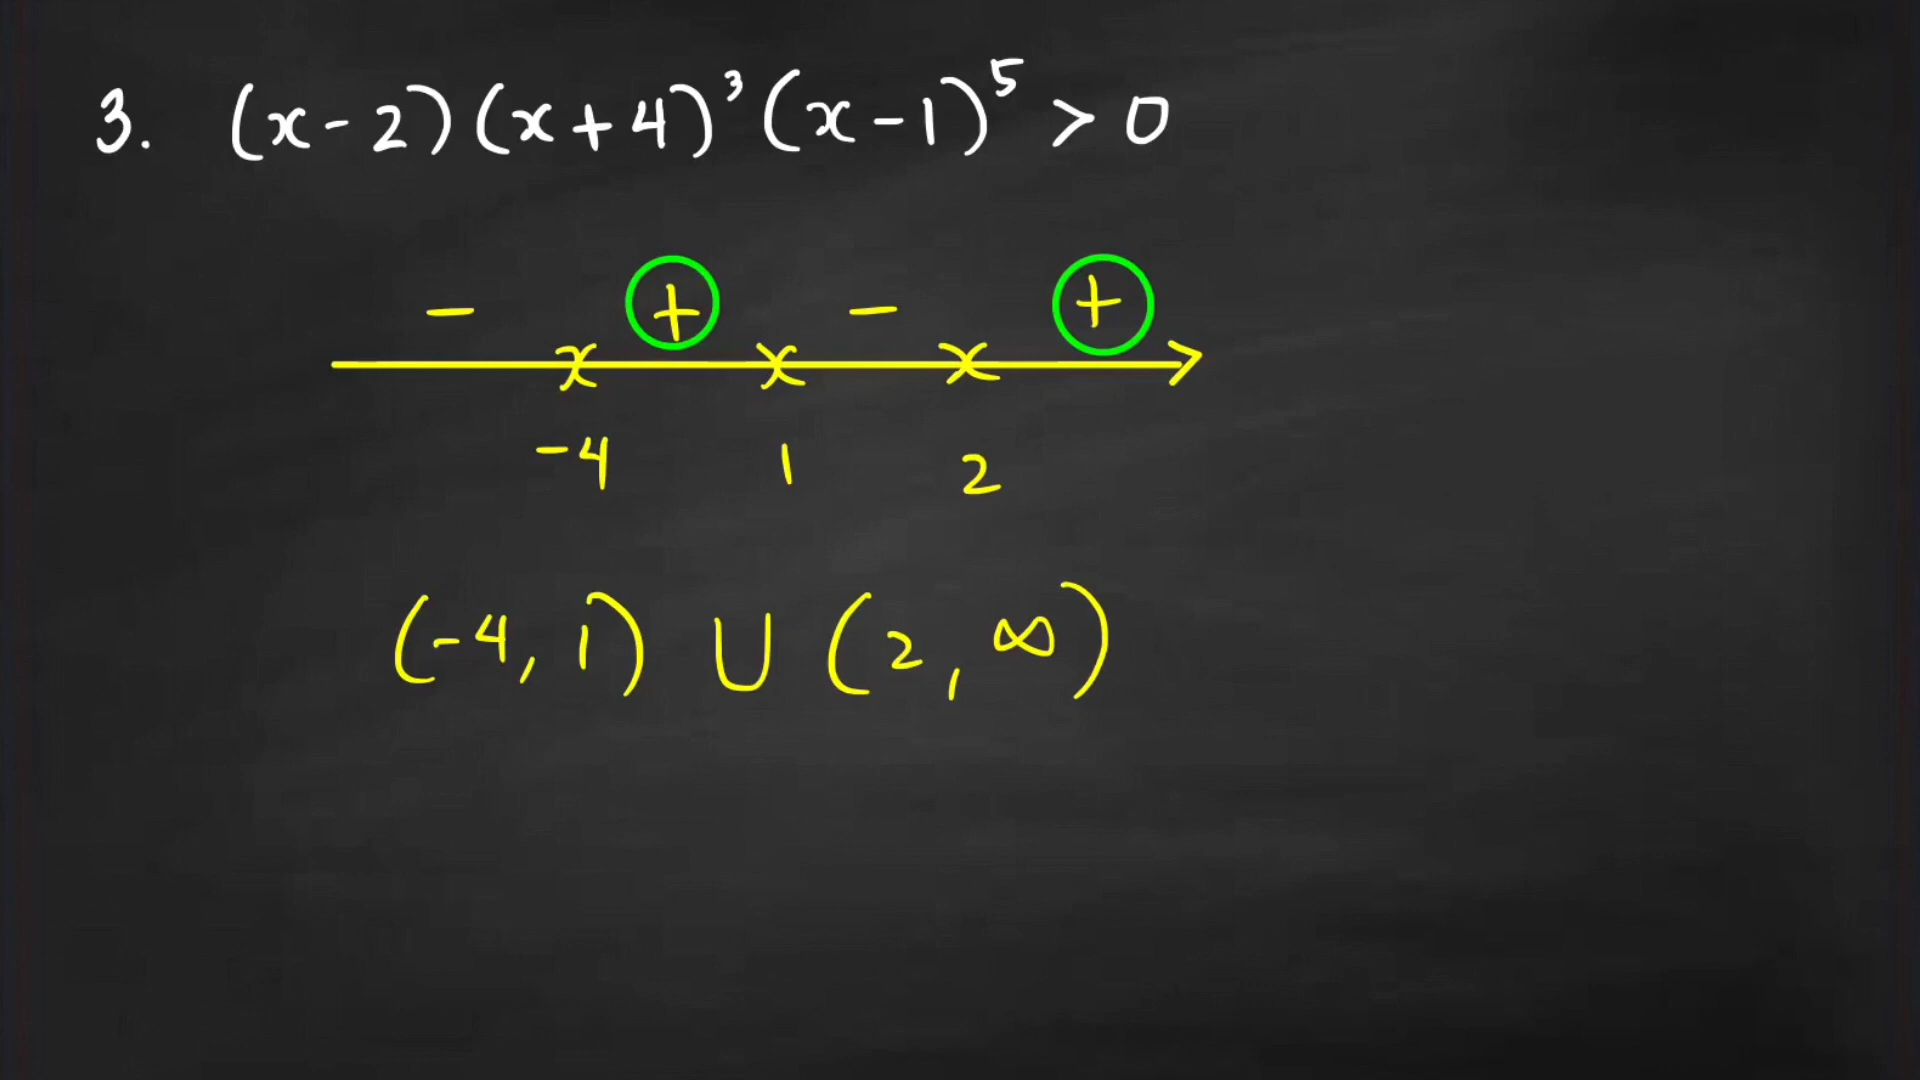 3. (x-2)(x+4)³(x-1)⁵ > 0
- + - +
x x x
-4 1 2
(-4, 1) ∪ (2, ∞)